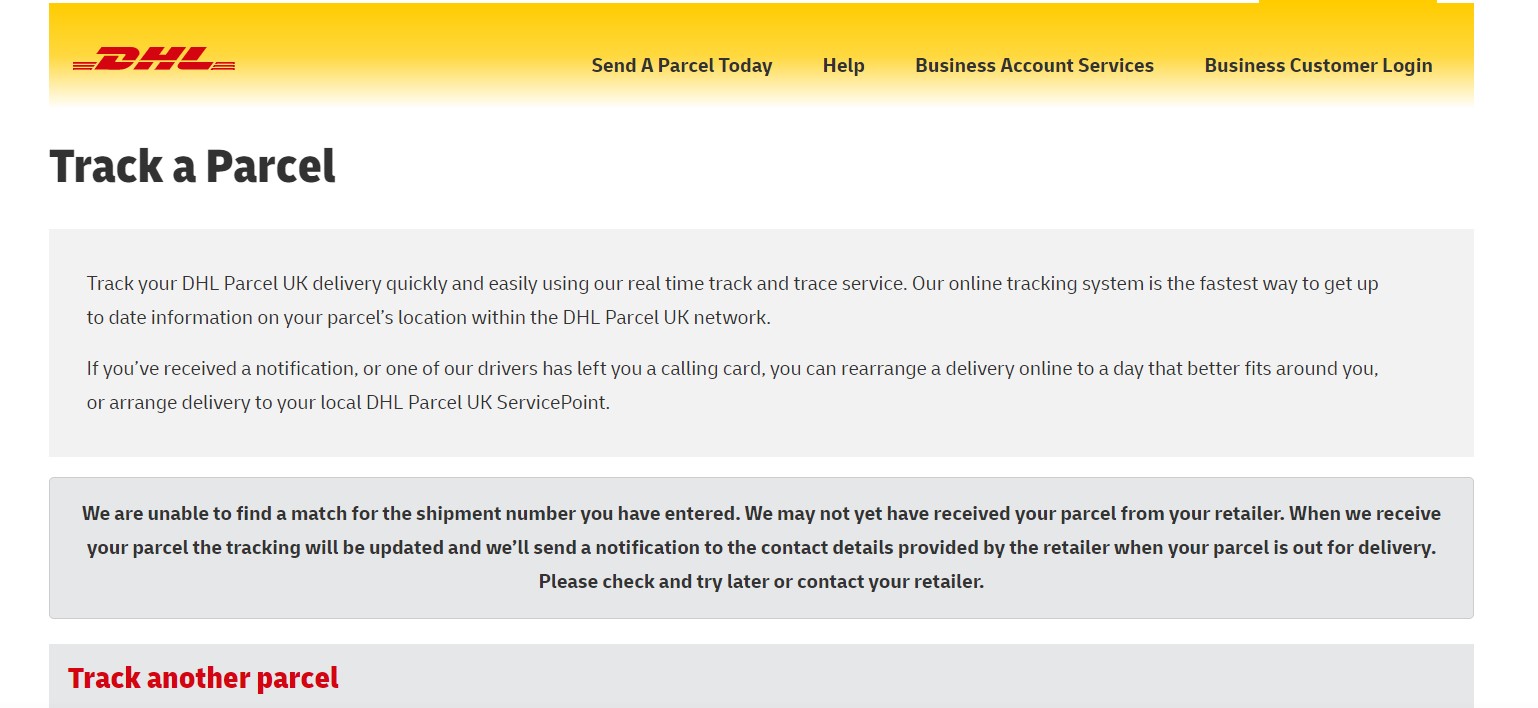 DHL
Send A Parcel Today Help Business Account Services Business Customer Login
Track a Parcel
Track your DHL Parcel UK delivery quickly and easily using our real time track and trace service. Our online tracking system is the fastest way to get up
to date information on your parcel’s location within the DHL Parcel UK network.
If you’ve received a notification, or one of our drivers has left you a calling card, you can rearrange a delivery online to a day that better fits around you,
or arrange delivery to your local DHL Parcel UK ServicePoint.
We are unable to find a match for the shipment number you have entered. We may not yet have received your parcel from your retailer. When we receive
your parcel the tracking will be updated and we’ll send a notification to the contact details provided by the retailer when your parcel is out for delivery.
Please check and try later or contact your retailer.
Track another parcel